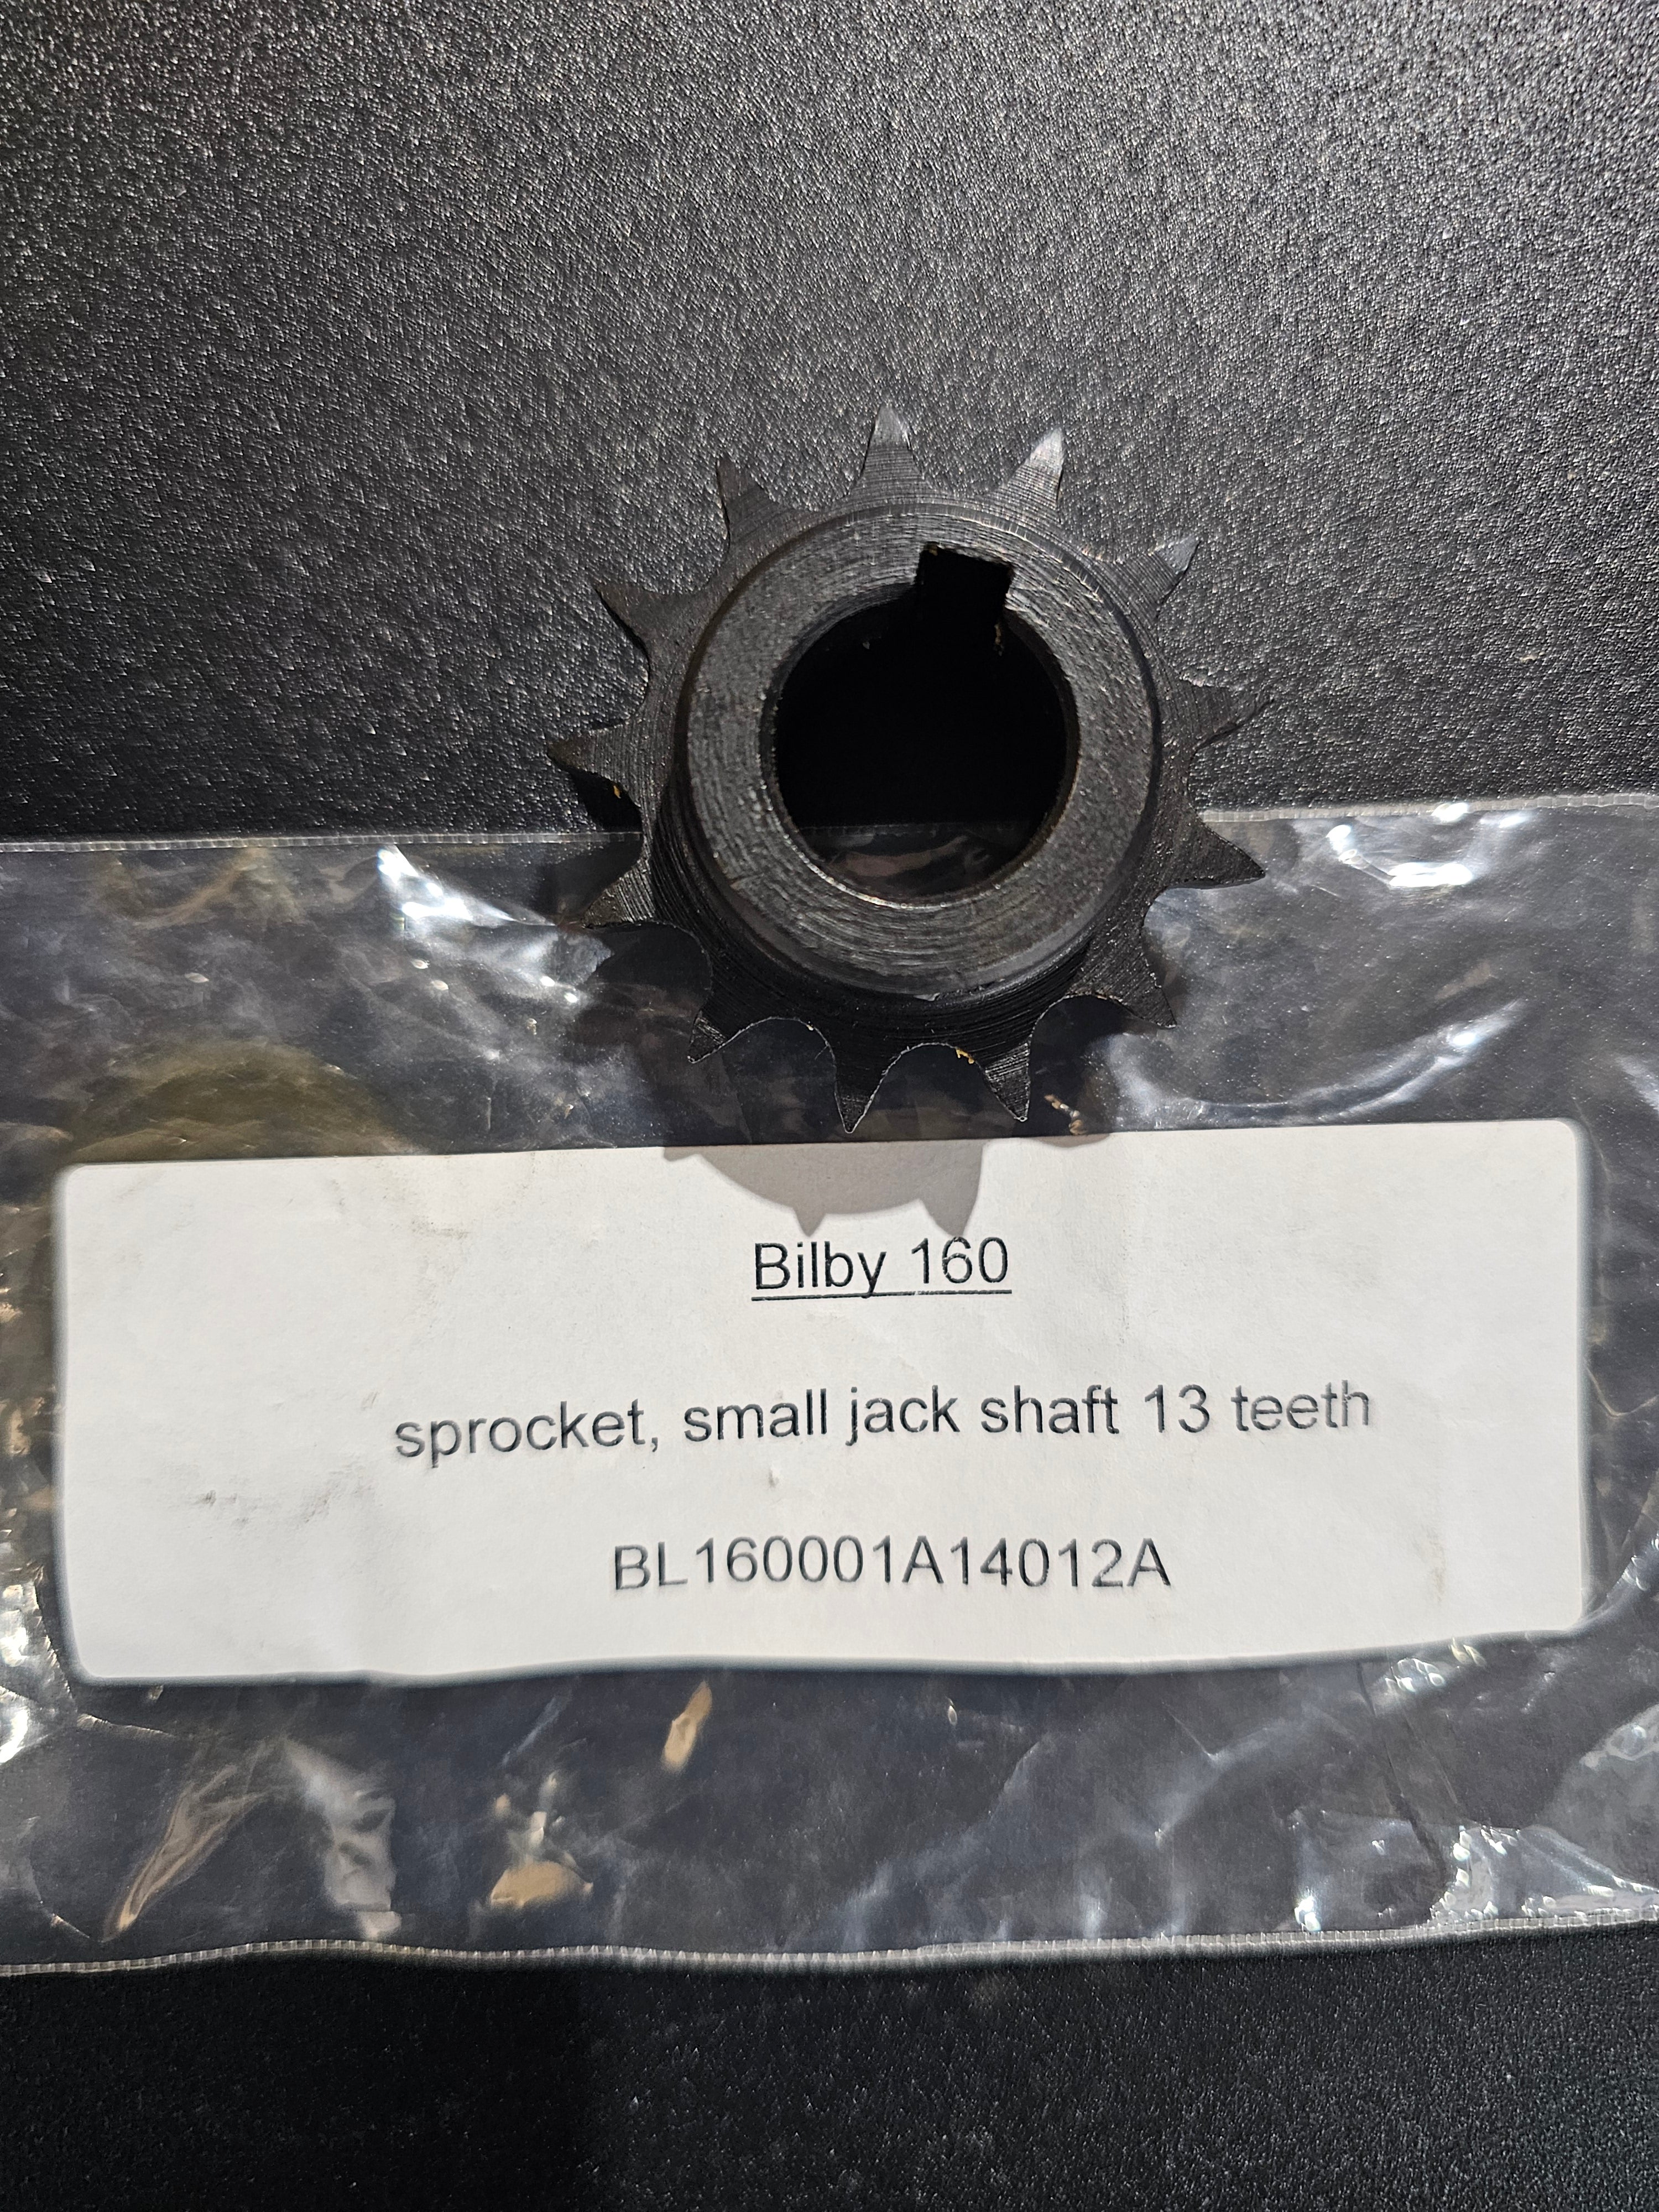 Bilby 160
sprocket, small jack shaft 13 teeth
BL160001A14012A